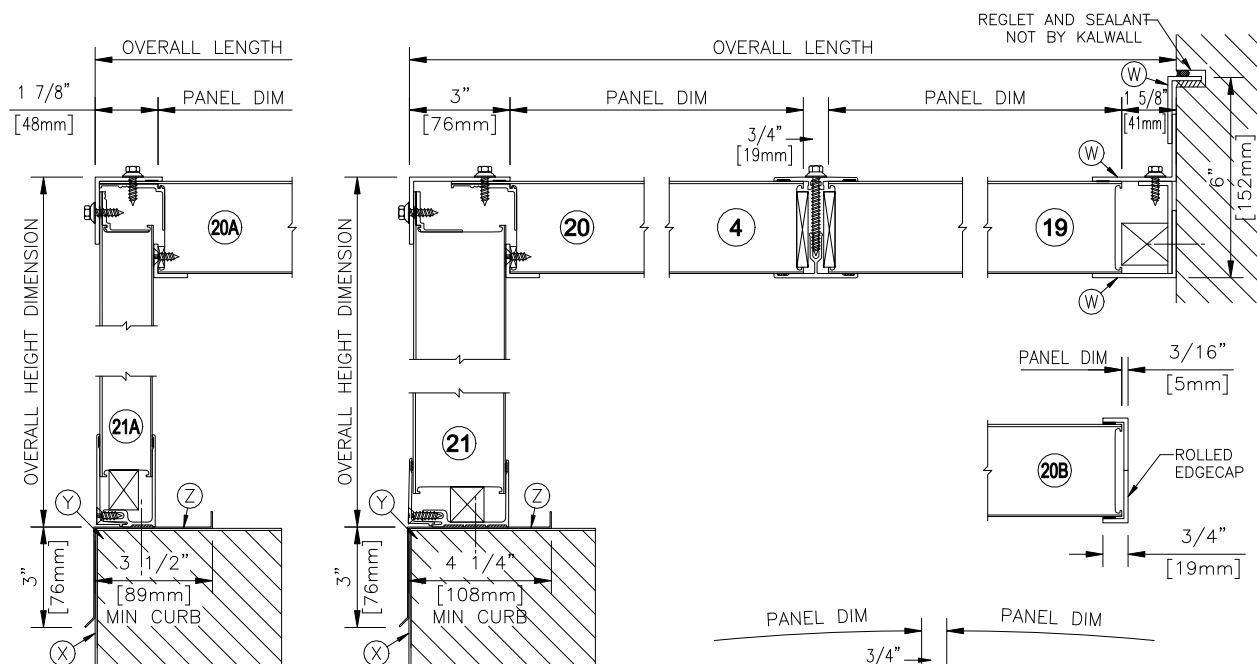 REGLET AND SEALANT
NOT BY KALWALL
OVERALL LENGTH
OVERALL LENGTH
W
1 7/8"
[48mm]
PANEL DIM
3"
[76mm]
PANEL DIM
PANEL DIM
1 5/8"
[41mm]
3/4"
[19mm]
W
6"
[152mm]
20A
20
4
19
W
OVERALL HEIGHT DIMENSION
OVERALL HEIGHT DIMENSION
PANEL DIM
3/16"
[5mm]
21A
21
20B
ROLLED
EDGECAP
Y
Z
Y
Z
3"
[76mm]
3 1/2"
[89mm]
MIN CURB
3"
[76mm]
4 1/4"
[108mm]
MIN CURB
3/4"
[19mm]
X
X
PANEL DIM
PANEL DIM
3/4"